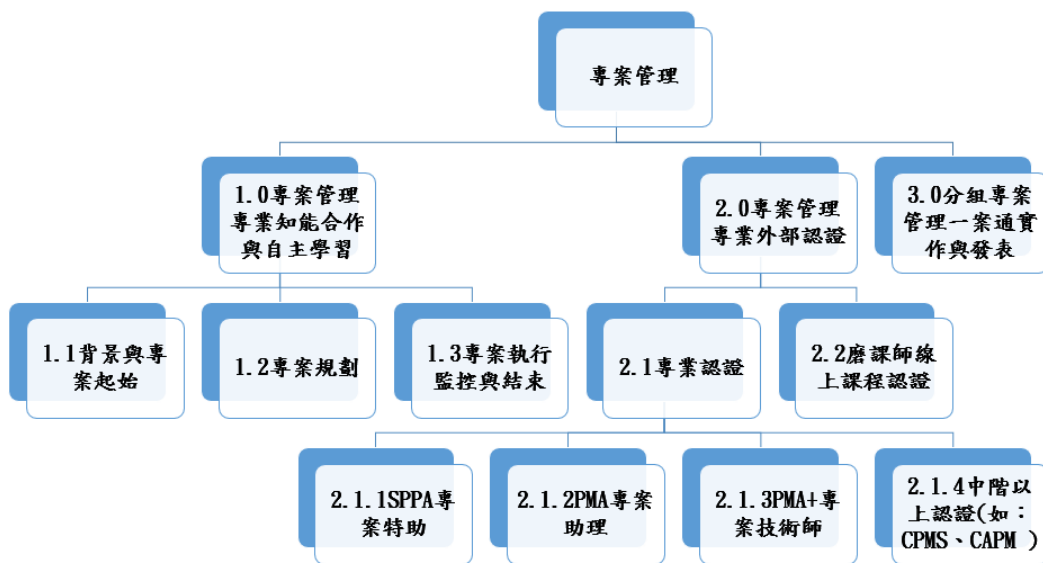 專案管理
1.0專案管理
專業知能合作
與自主學習
2.0專案管理
專業外部認證
3.0分組專案
管理一案通實
作與發表
1.1背景與專
案起始
1.2專案規劃
1.3專案執行
監控與結束
2.1專業認證
2.2磨課師線
上課程認證
2.1.1SPPA專
案特助
2.1.2PMA專案
助理
2.1.3PMA+專
案技術師
2.1.4中階以
上認證(如：
CPMS、CAPM )